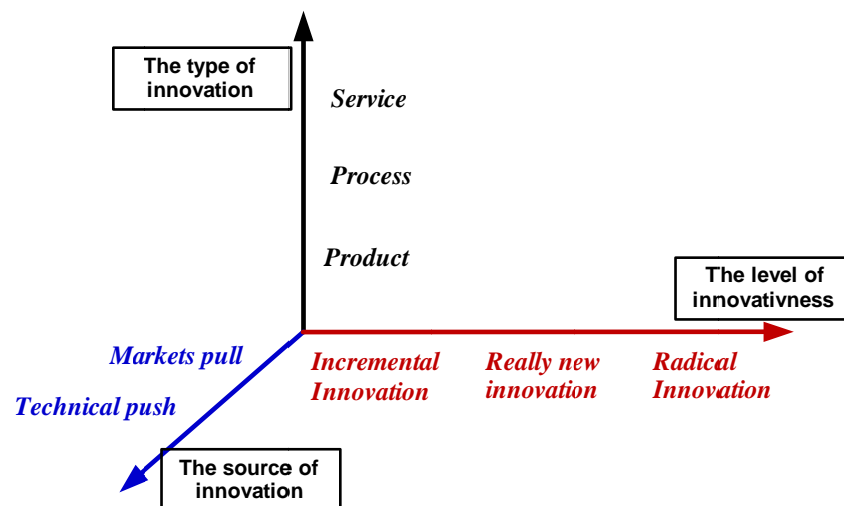 The type of
innovation
Service
Process
Product
The level of
innovativness
Markets pull
Technical push
Incremental
Innovation
Really new
innovation
Radical
Innovation
The source of
innovation